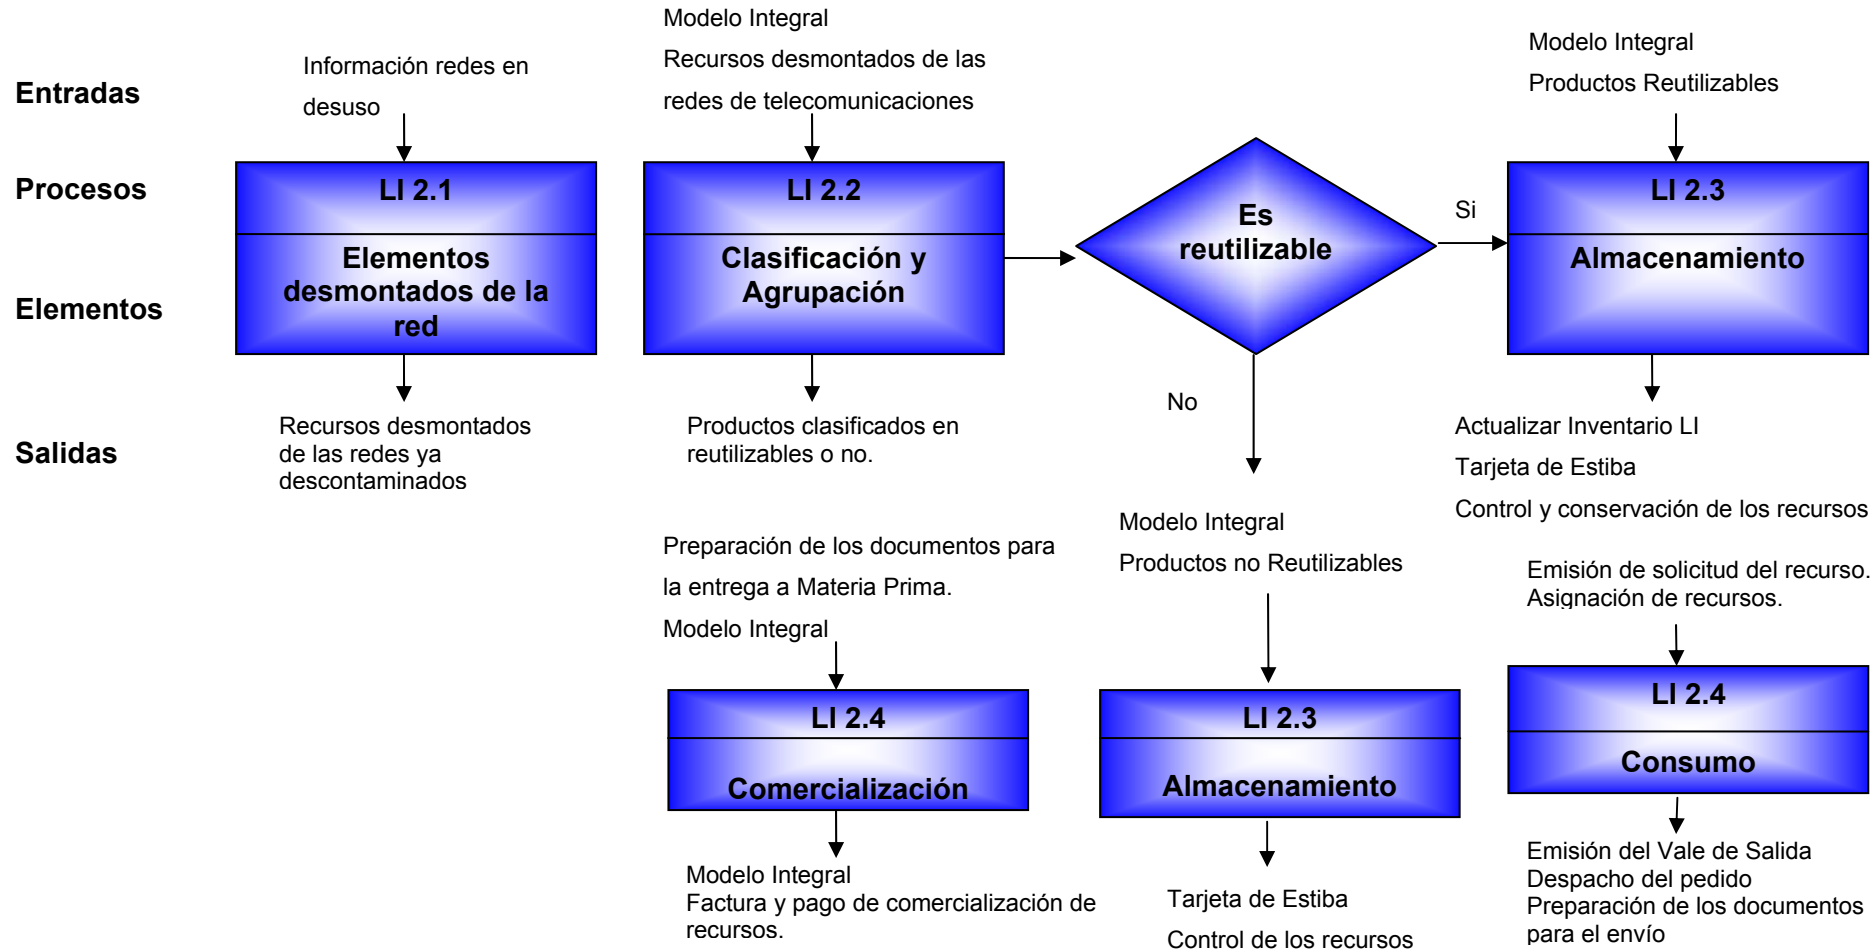 Entradas
Procesos
Elementos
Salidas
Información redes en
desuso
LI 2.1
Elementos
desmontados de la
red
Recursos desmontados
de las redes ya
descontaminados
Modelo Integral
Recursos desmontados de las
redes de telecomunicaciones
LI 2.2
Clasificación y
Agrupación
Productos clasificados en
reutilizables o no.
Es
reutilizable
Si
No
Modelo Integral
Productos Reutilizables
LI 2.3
Almacenamiento
Actualizar Inventario LI
Tarjeta de Estiba
Control y conservación de los recursos
Preparación de los documentos para
la entrega a Materia Prima.
Modelo Integral
LI 2.4
Comercialización
Modelo Integral
Factura y pago de comercialización de
recursos.
Modelo Integral
Productos no Reutilizables
LI 2.3
Almacenamiento
Tarjeta de Estiba
Control de los recursos
Emisión de solicitud del recurso.
Asignación de recursos.
LI 2.4
Consumo
Emisión del Vale de Salida
Despacho del pedido
Preparación de los documentos
para el envío